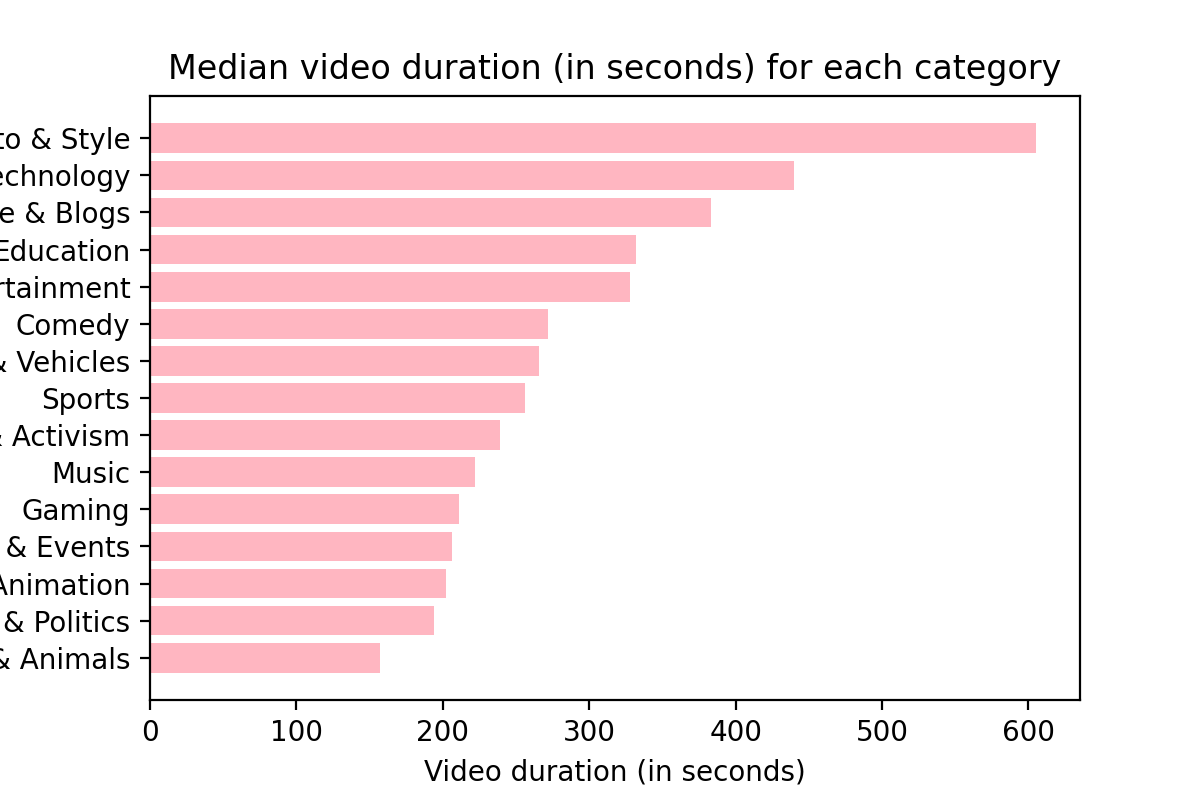 Median video duration (in seconds) for each category
to & Style
echnology
e & Blogs
Education
rtainment
Comedy
& Vehicles
Sports
& Activism
Music
Gaming
& Events
Animation
& Politics
& Animals
0 100 200 300 400 500 600
Video duration (in seconds)